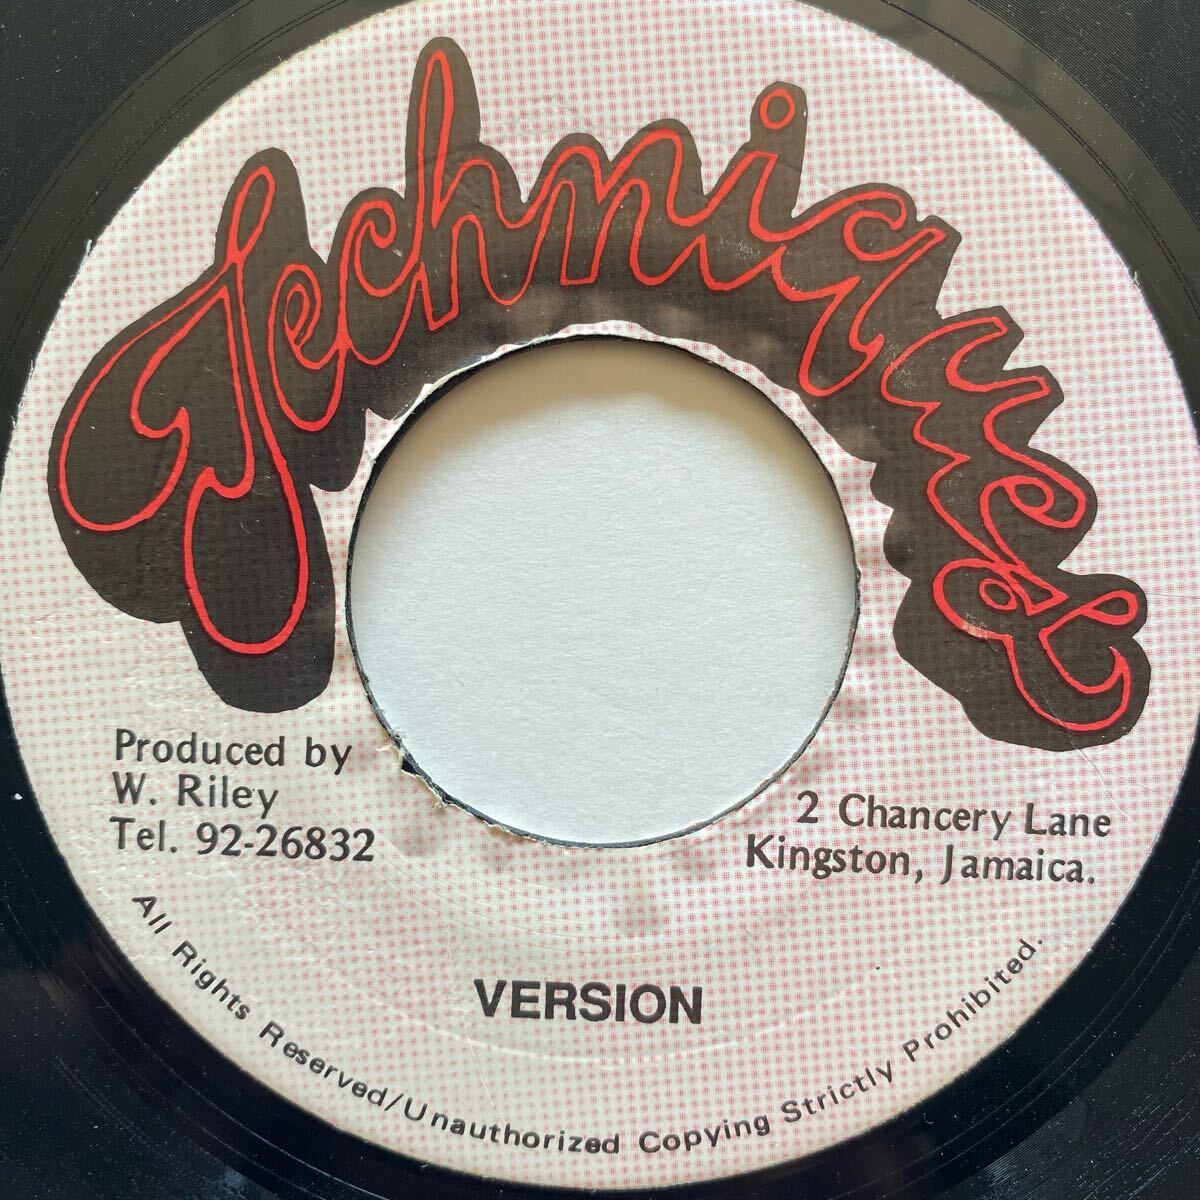 Techniques
Produced by
W. Riley
Tel. 92-26832
2 Chancery Lane
Kingston, Jamaica.
VERSION
All Rights Reserved/Unauthorized Copying Strictly Prohibited.